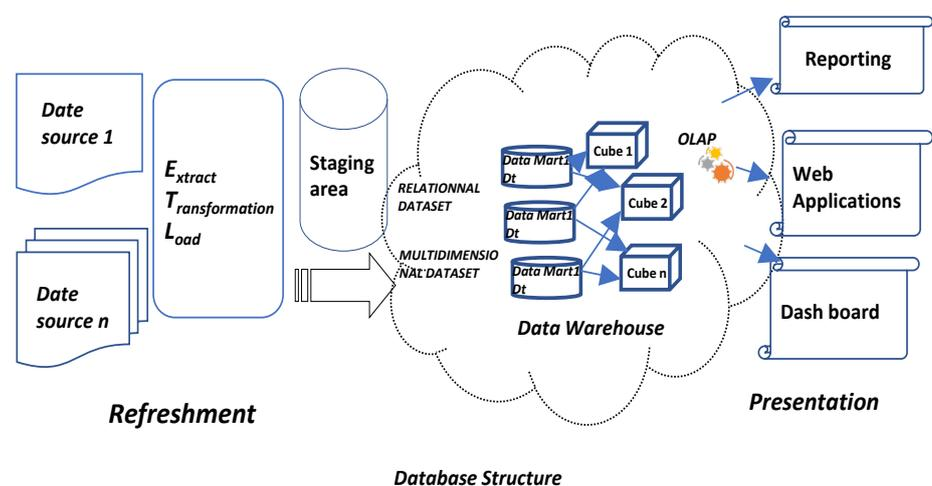 Date
source 1
Date
source n
Extract
Transformation
Load
Staging
area
RELATIONNAL
DATASET
MULTIDIMENSIO
NAL DATASET
Data Mart1
Dt
Data Mart1
Dt
Data Mart1
Dt
Cube 1
Cube 2
Cube n
OLAP
Data Warehouse
Reporting
Web
Applications
Dash board
Refreshment
Presentation
Database Structure